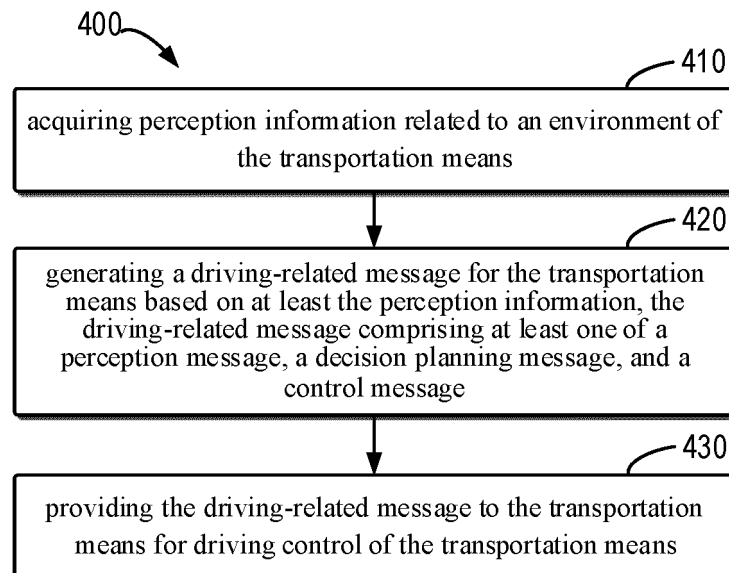 400
410
acquiring perception information related to an environment of
the transportation means
420
generating a driving-related message for the transportation
means based on at least the perception information, the
driving-related message comprising at least one of a
perception message, a decision planning message, and a
control message
430
providing the driving-related message to the transportation
means for driving control of the transportation means